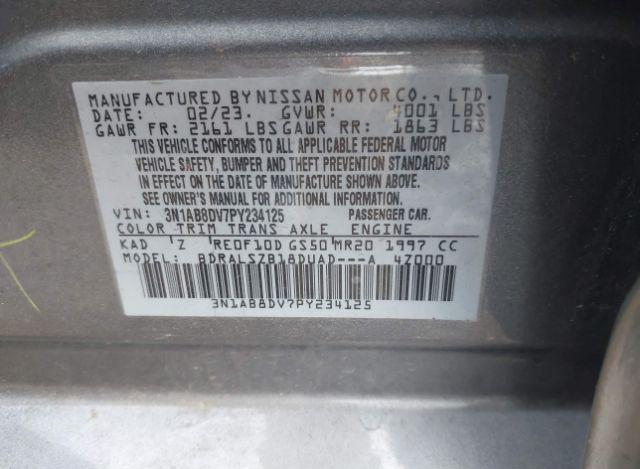 MANUFACTURED BY NISSAN MOTOR CO., LTD.
DATE: 02/23. GVWR: 4001 LBS
GAWR FR: 2161 LBS GAWR RR: 1863 LBS
THIS VEHICLE CONFORMS TO ALL APPLICABLE FEDERAL MOTOR
VEHICLE SAFETY, BUMPER AND THEFT PREVENTION STANDARDS
IN EFFECT ON THE DATE OF MANUFACTURE SHOWN ABOVE.
SEE OWNER'S MANUAL FOR ADDITIONAL INFORMATION.
VIN: 3N1AB8DV7PY234125 PASSENGER CAR.
COLOR TRIM TRANS AXLE ENGINE
KAD Z RE0F10D GS50 MR20 1997 CC
MODEL: BDRALSZB18DUAD---A 4Z000
3N1AB8DV7PY234125